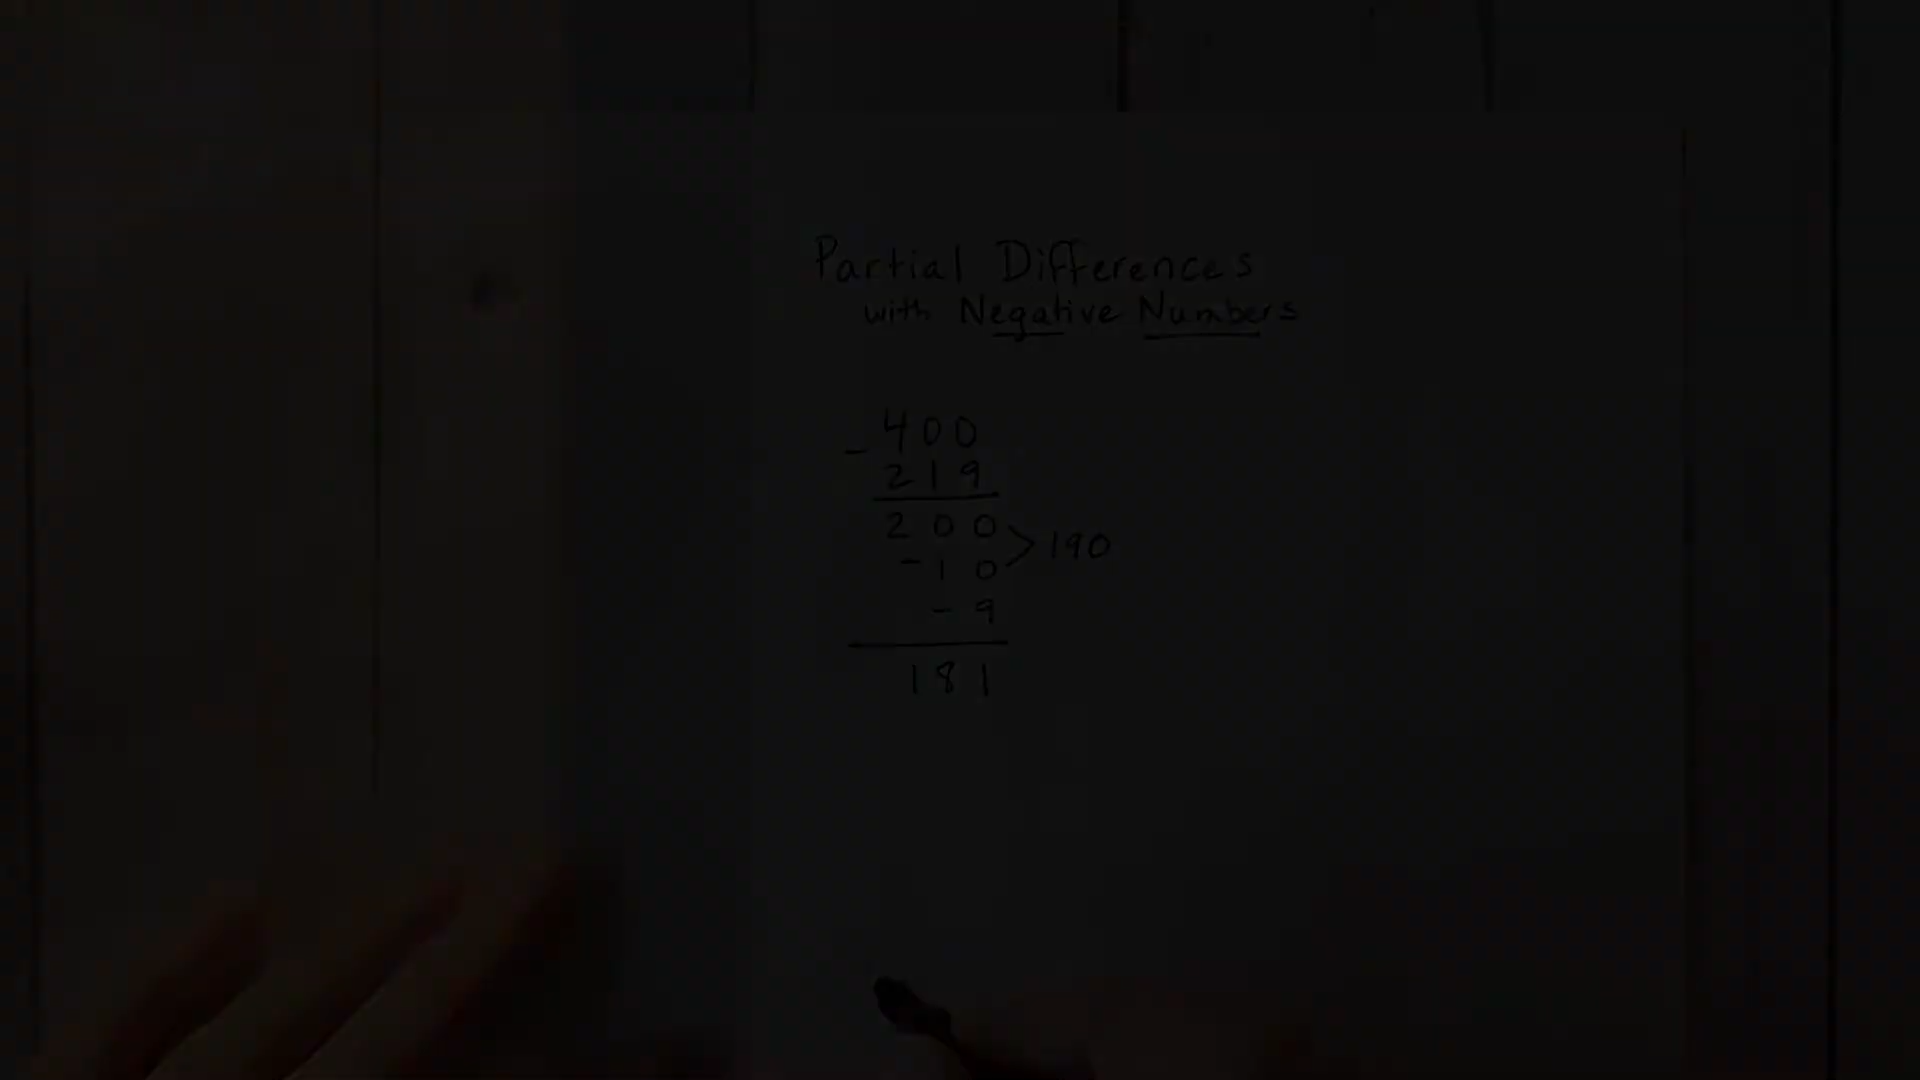 Partial Differences
with Negative Numbers
400
- 219
200 > 190
-10
-9
181